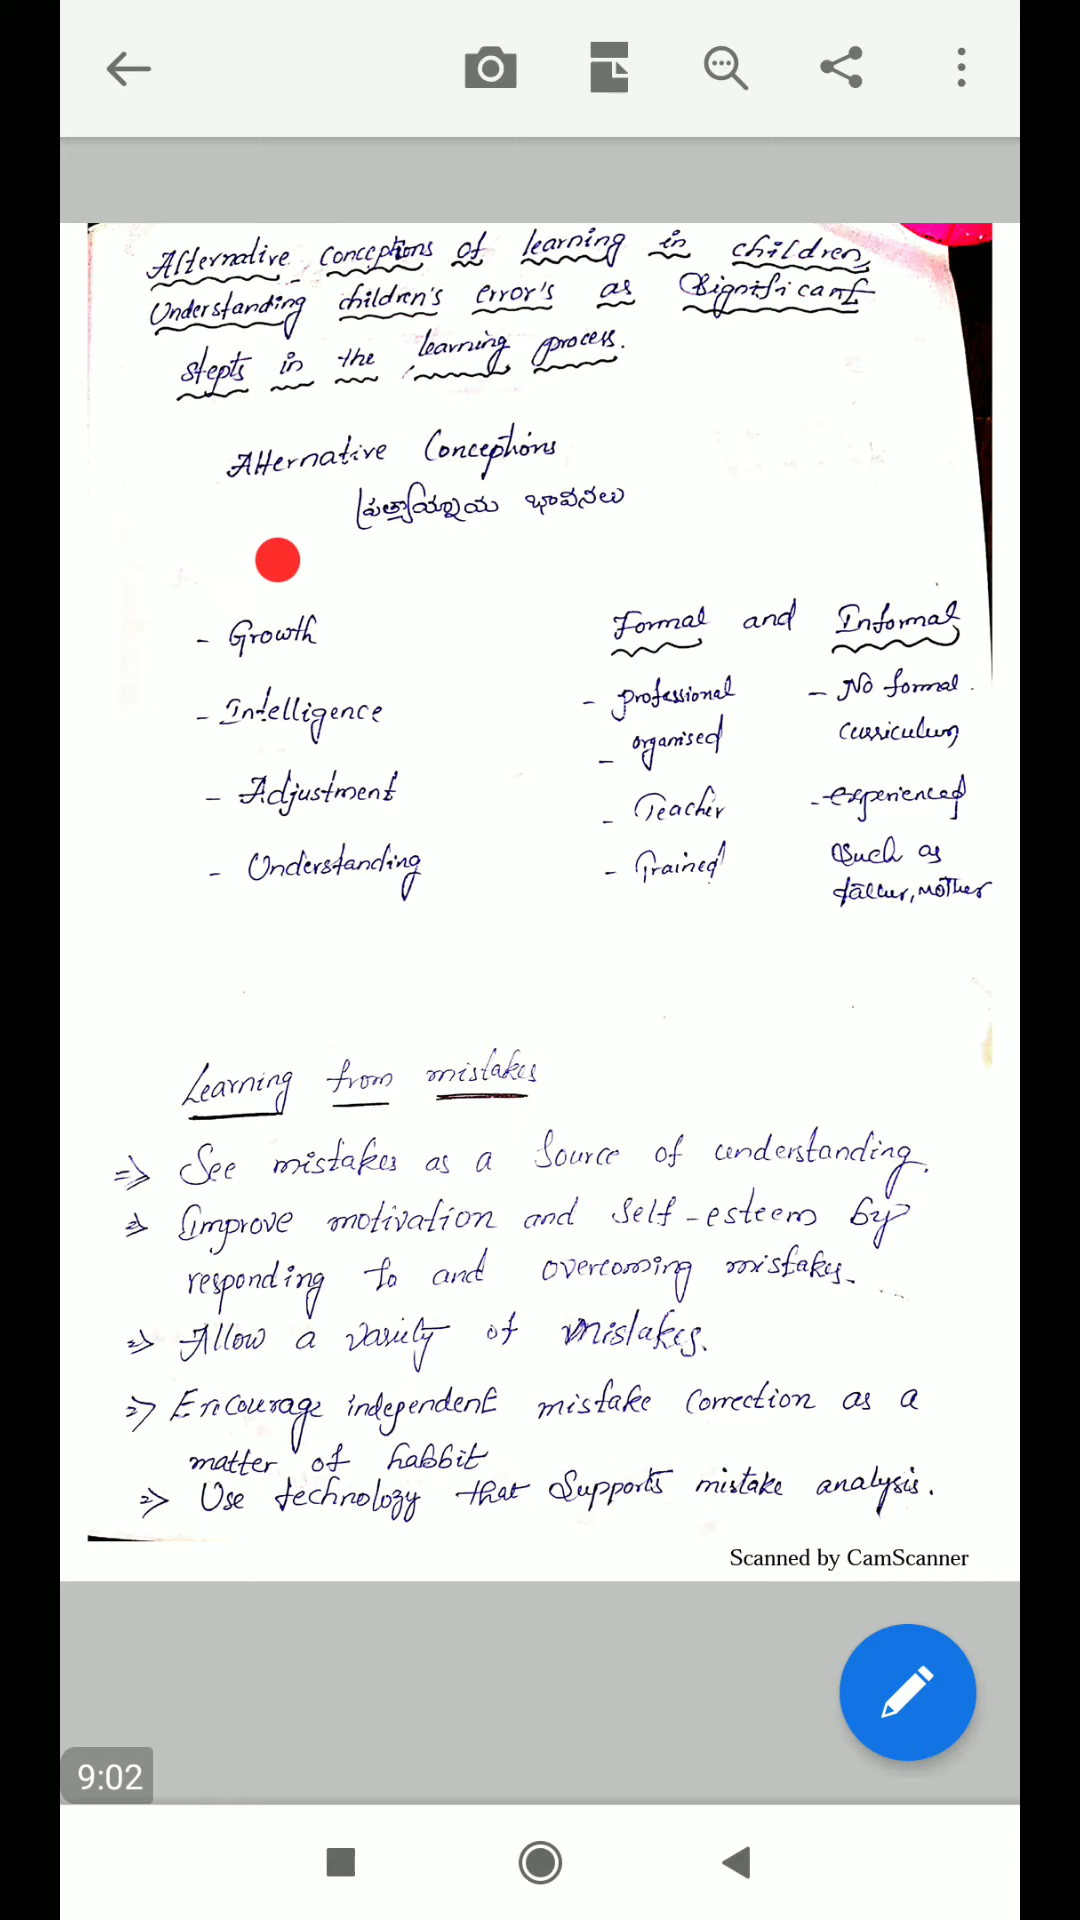 Alternative conceptions of learning in children,
Understanding children's error's as Significant
stepts in the learning process.
Alternative Conceptions
ప్రత్యామ్నాయ భావనలు
- Growth
- Intelligence
- Adjustment
- Understanding
Formal and Informal
- professional
- organised
- Teacher
- Trained
- No formal.
curriculum
- experienced
Such as
father, mother
Learning from mistakes
=> See mistakes as a source of understanding.
=> Improve motivation and self-esteem by
responding to and overcoming mistakes.
=> Allow a variety of mistakes.
=> Encourage independent mistake correction as a
matter of habbit
=> Use technology that Supports mistake analysis.
Scanned by CamScanner
9:02